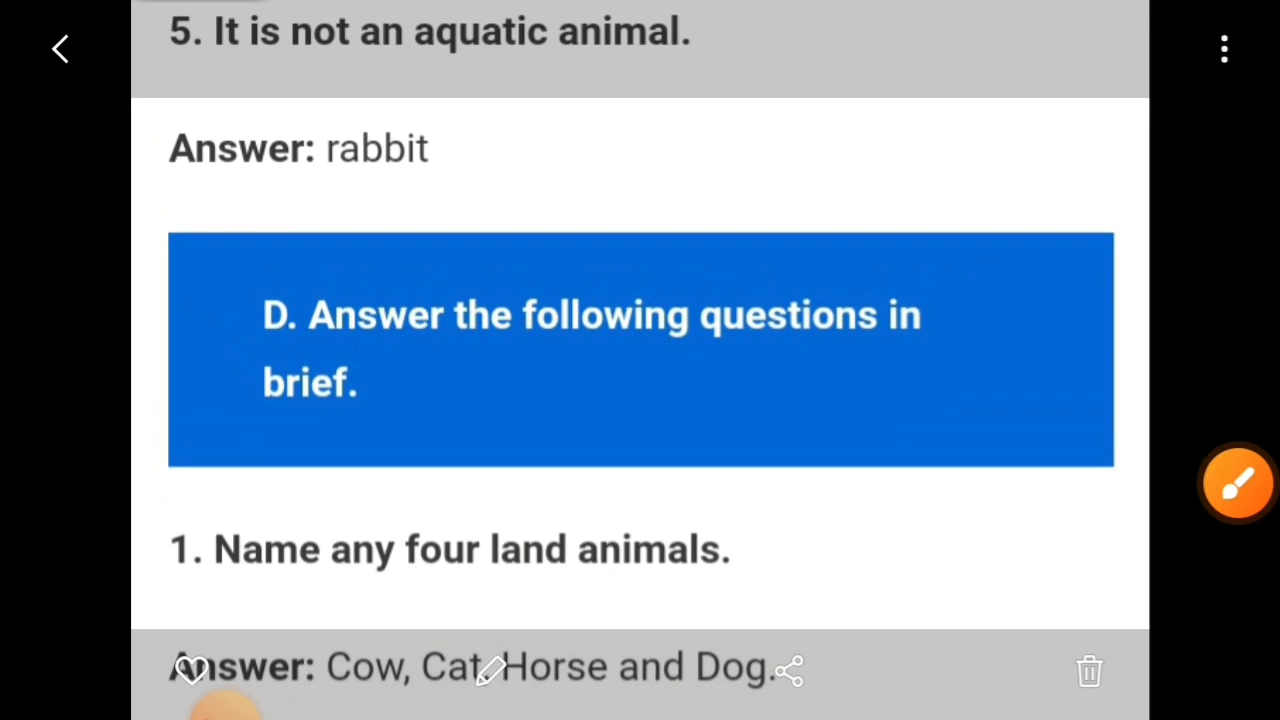 5. It is not an aquatic animal.
Answer: rabbit
D. Answer the following questions in
brief.
1. Name any four land animals.
Answer: Cow, Cat, Horse and Dog.